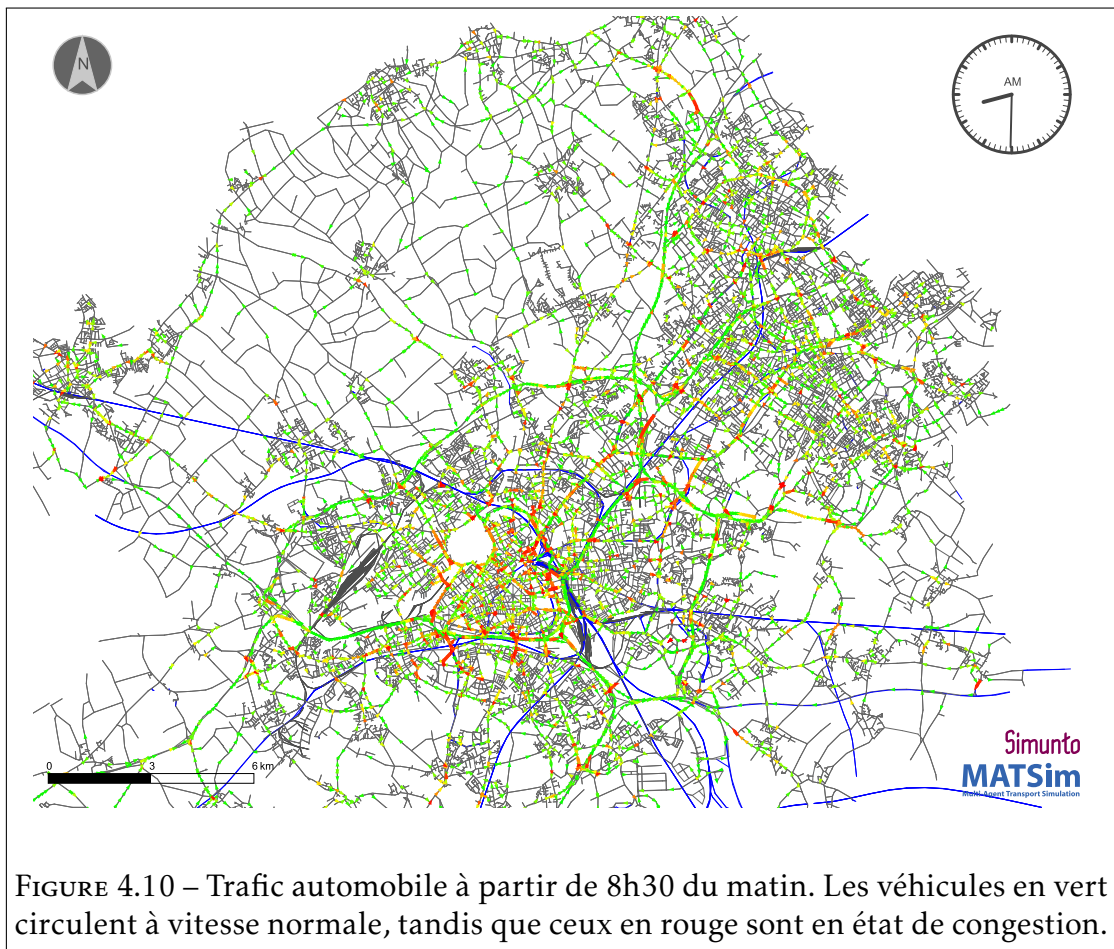 N
AM
0 3 6 km
Simunto
MATSim
Multi-Agent Transport Simulation
FIGURE 4.10 – Trafic automobile à partir de 8h30 du matin. Les véhicules en vert
circulent à vitesse normale, tandis que ceux en rouge sont en état de congestion.